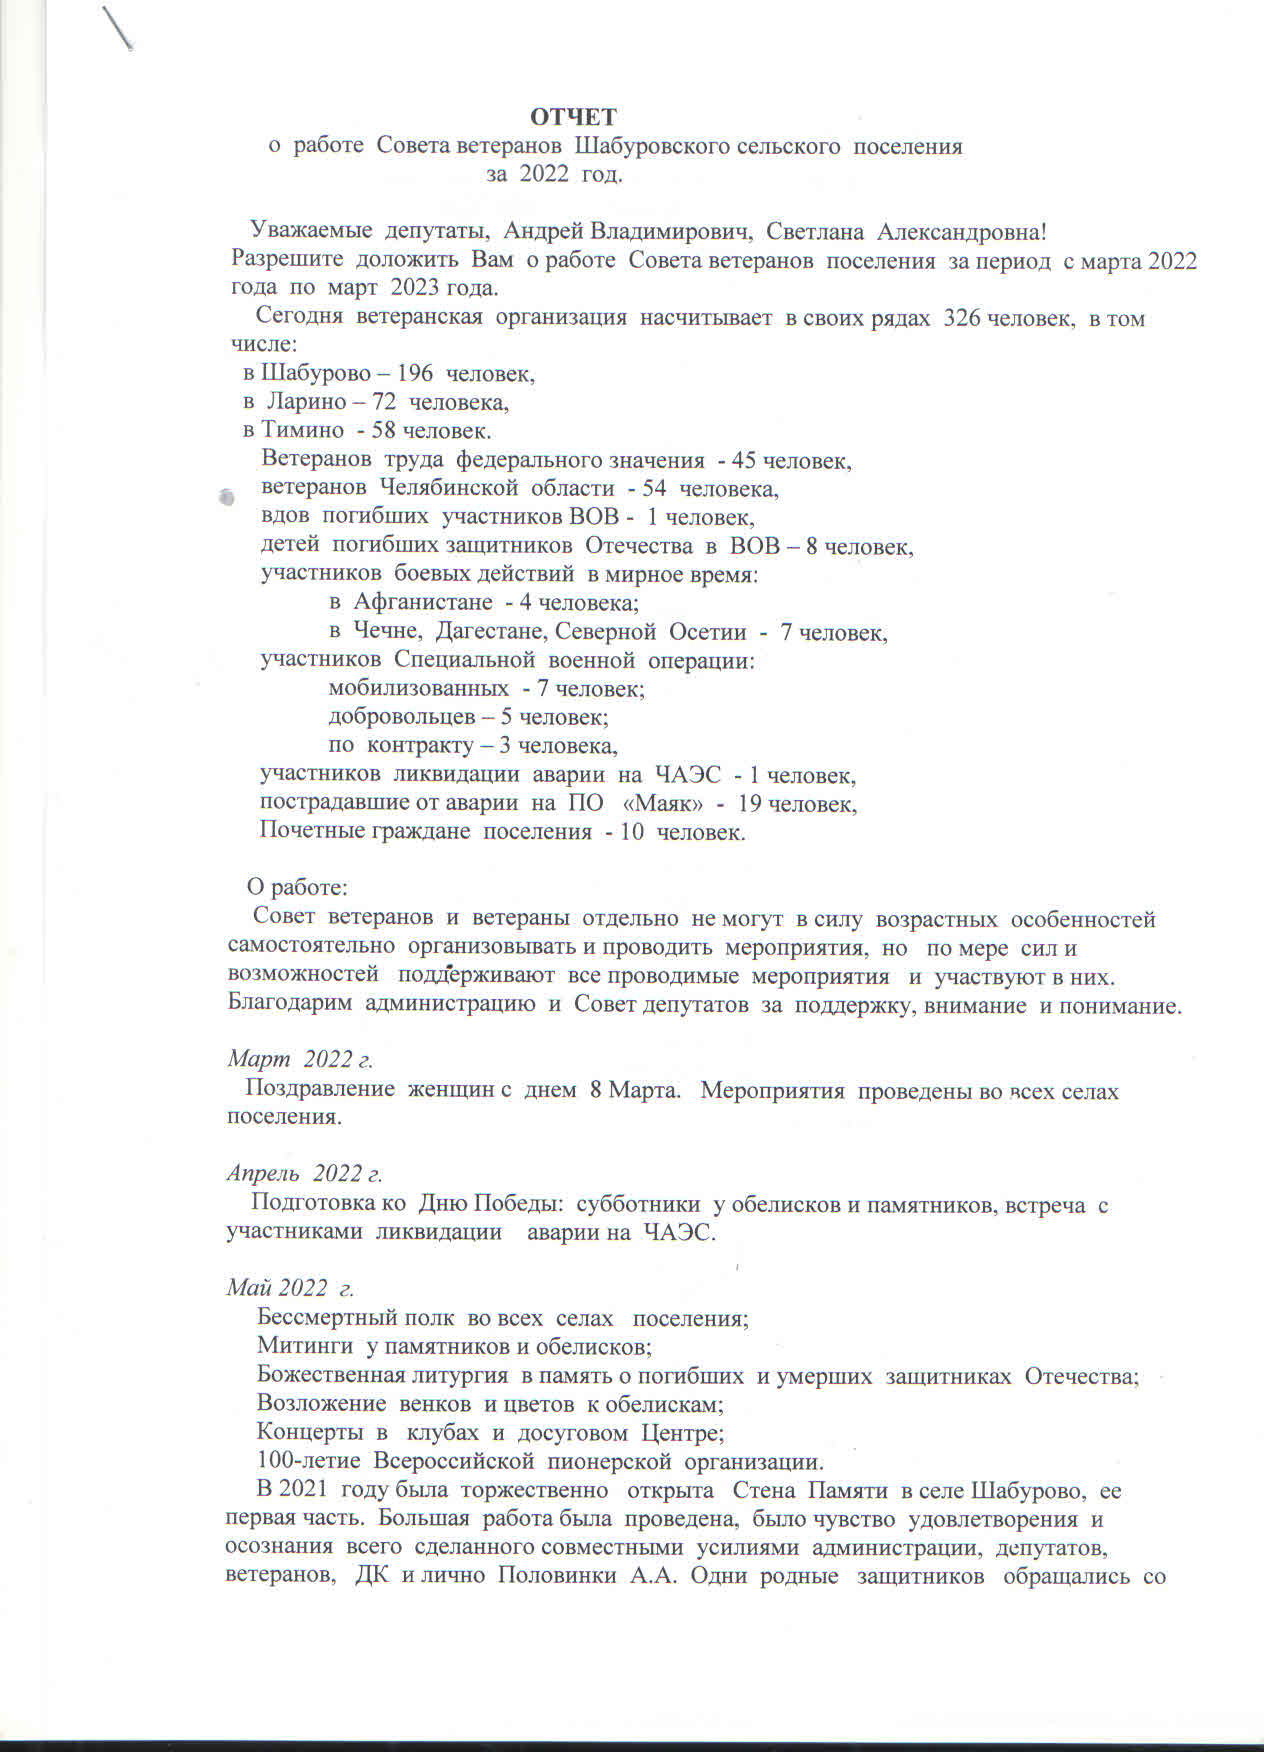 ОТЧЕТ
о работе Совета ветеранов Шабуровского сельского поселения
за 2022 год.
Уважаемые депутаты, Андрей Владимирович, Светлана Александровна!
Разрешите доложить Вам о работе Совета ветеранов поселения за период с марта 2022
года по март 2023 года.
Сегодня ветеранская организация насчитывает в своих рядах 326 человек, в том
числе:
в Шабурово – 196 человек,
в Ларино – 72 человека,
в Тимино - 58 человек.
Ветеранов труда федерального значения - 45 человек,
ветеранов Челябинской области - 54 человека,
вдов погибших участников ВОВ - 1 человек,
детей погибших защитников Отечества в ВОВ – 8 человек,
участников боевых действий в мирное время:
в Афганистане - 4 человека;
в Чечне, Дагестане, Северной Осетии - 7 человек,
участников Специальной военной операции:
мобилизованных - 7 человек;
добровольцев – 5 человек;
по контракту – 3 человека,
участников ликвидации аварии на ЧАЭС - 1 человек,
пострадавшие от аварии на ПО «Маяк» - 19 человек,
Почетные граждане поселения - 10 человек.
О работе:
Совет ветеранов и ветераны отдельно не могут в силу возрастных особенностей
самостоятельно организовывать и проводить мероприятия, но по мере сил и
возможностей поддерживают все проводимые мероприятия и участвуют в них.
Благодарим администрацию и Совет депутатов за поддержку, внимание и понимание.
Март 2022 г.
Поздравление женщин с днем 8 Марта. Мероприятия проведены во всех селах
поселения.
Апрель 2022 г.
Подготовка ко Дню Победы: субботники у обелисков и памятников, встреча с
участниками ликвидации аварии на ЧАЭС.
Май 2022 г.
Бессмертный полк во всех селах поселения;
Митинги у памятников и обелисков;
Божественная литургия в память о погибших и умерших защитниках Отечества;
Возложение венков и цветов к обелискам;
Концерты в клубах и досуговом Центре;
100-летие Всероссийской пионерской организации.
В 2021 году была торжественно открыта Стена Памяти в селе Шабурово, ее
первая часть. Большая работа была проведена, было чувство удовлетворения и
осознания всего сделанного совместными усилиями администрации, депутатов,
ветеранов, ДК и лично Половинки А.А. Одни родные защитников обращались со